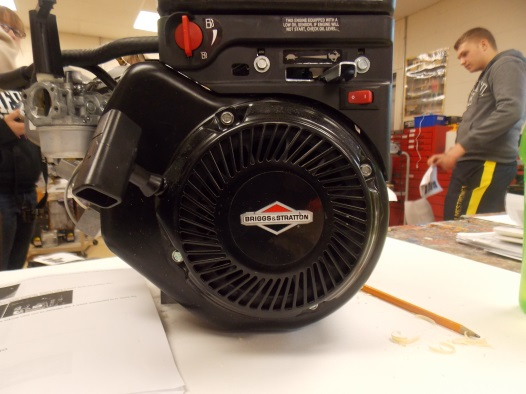 THIS ENGINE EQUIPPED WITH A
LOW OIL SENSOR. IF ENGINE WILL
NOT START, CHECK OIL LEVEL.
BRIGGS & STRATTON